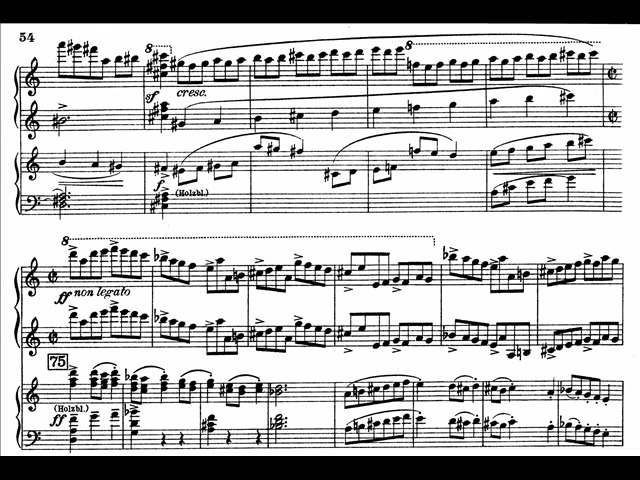 54
8
8
sf
cresc.
f
(Holzbl.)
8
ff non legato
75
(Holzbl.)
ff